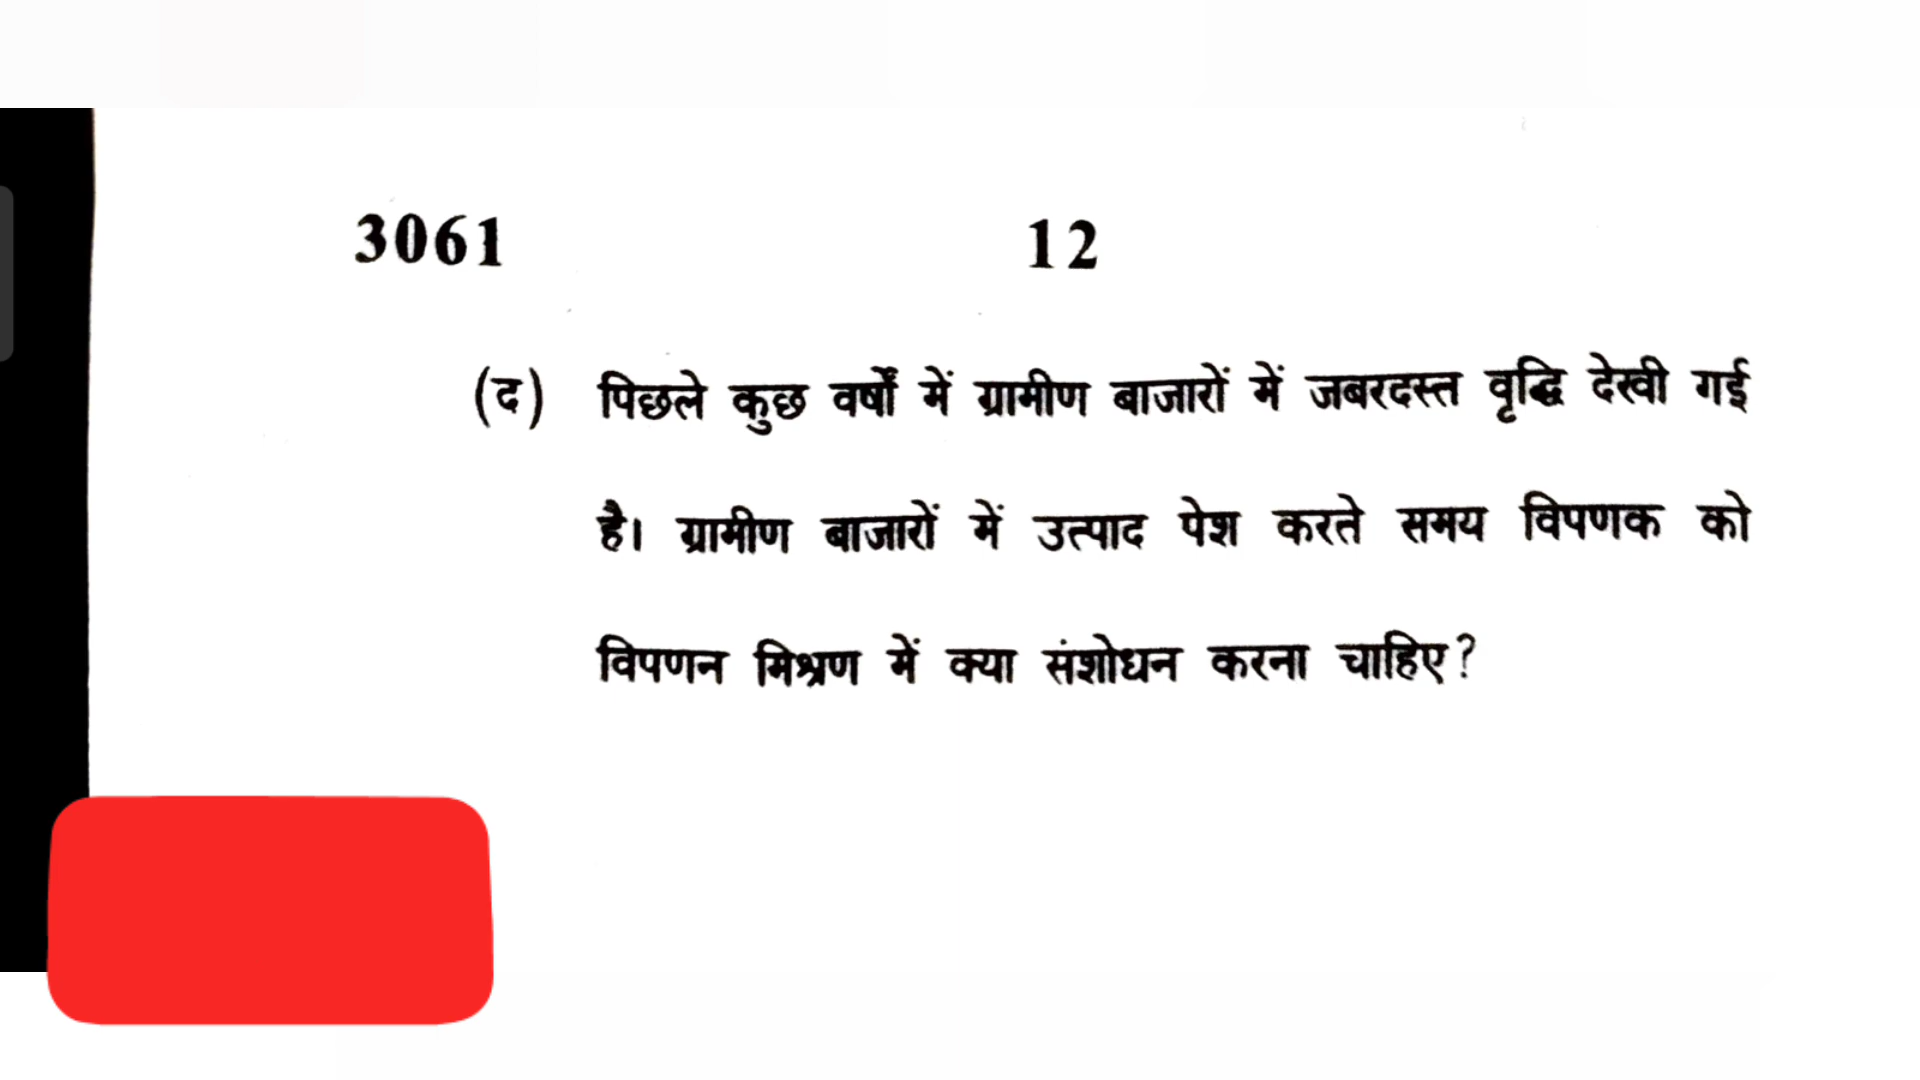 3061 12
(द) पिछले कुछ वर्षों में ग्रामीण बाजारों में जबरदस्त वृद्धि देखी गई
है। ग्रामीण बाजारों में उत्पाद पेश करते समय विपणक को
विपणन मिश्रण में क्या संशोधन करना चाहिए?